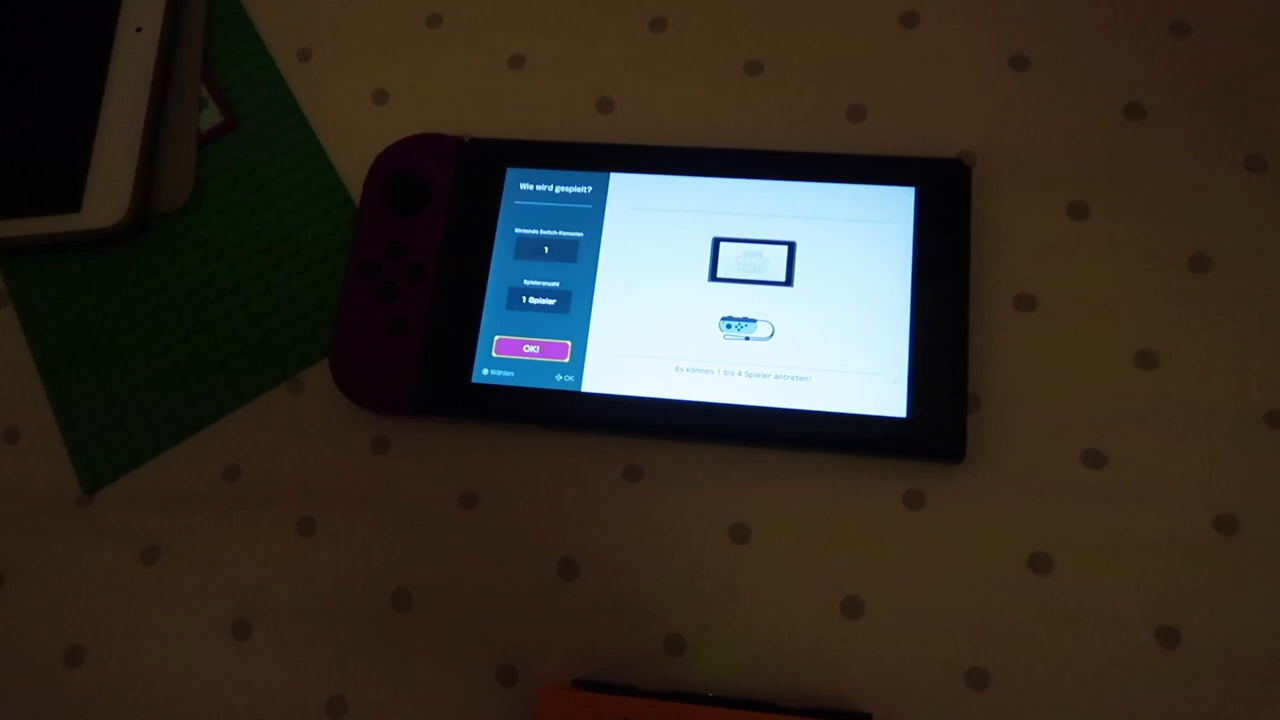 Wie wird gespielt?
Nintendo Switch-Konsolen
1
Spieleranzahl
1 Spieler
OK!
Wählen
OK
Es können 1 bis 4 Spieler antreten!